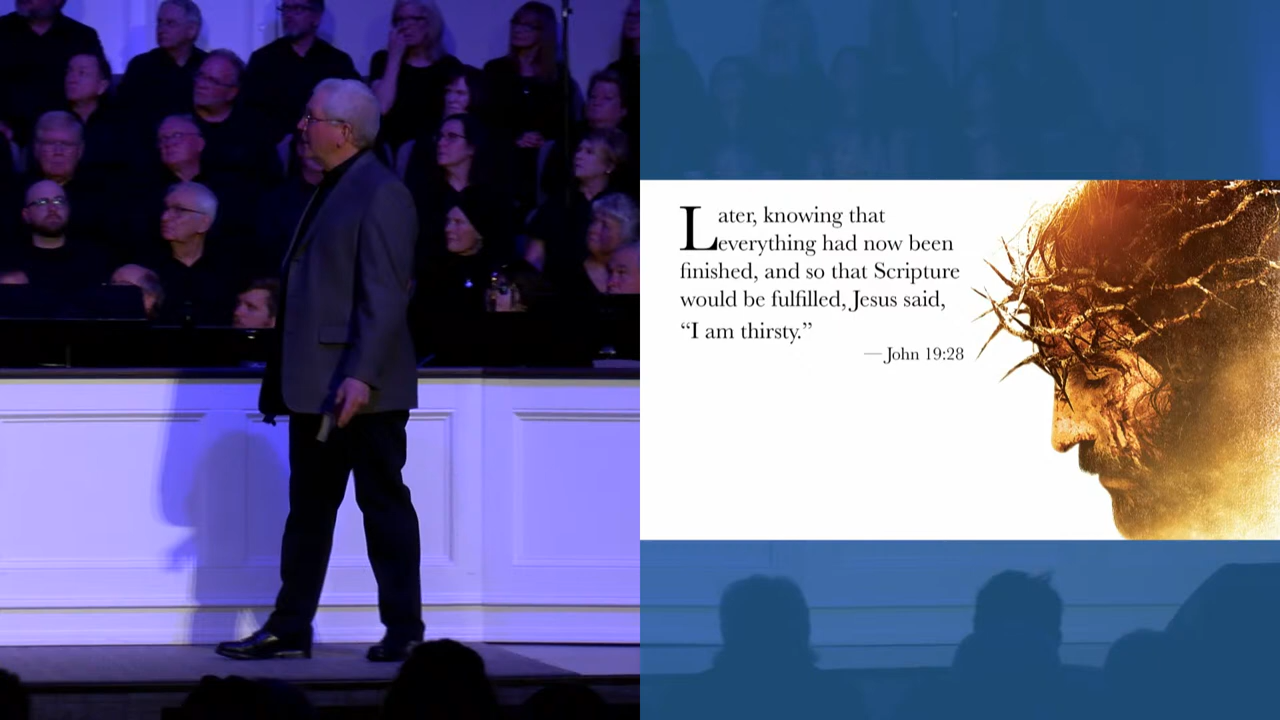 Later, knowing that
everything had now been
finished, and so that Scripture
would be fulfilled, Jesus said,
“I am thirsty.”
— John 19:28